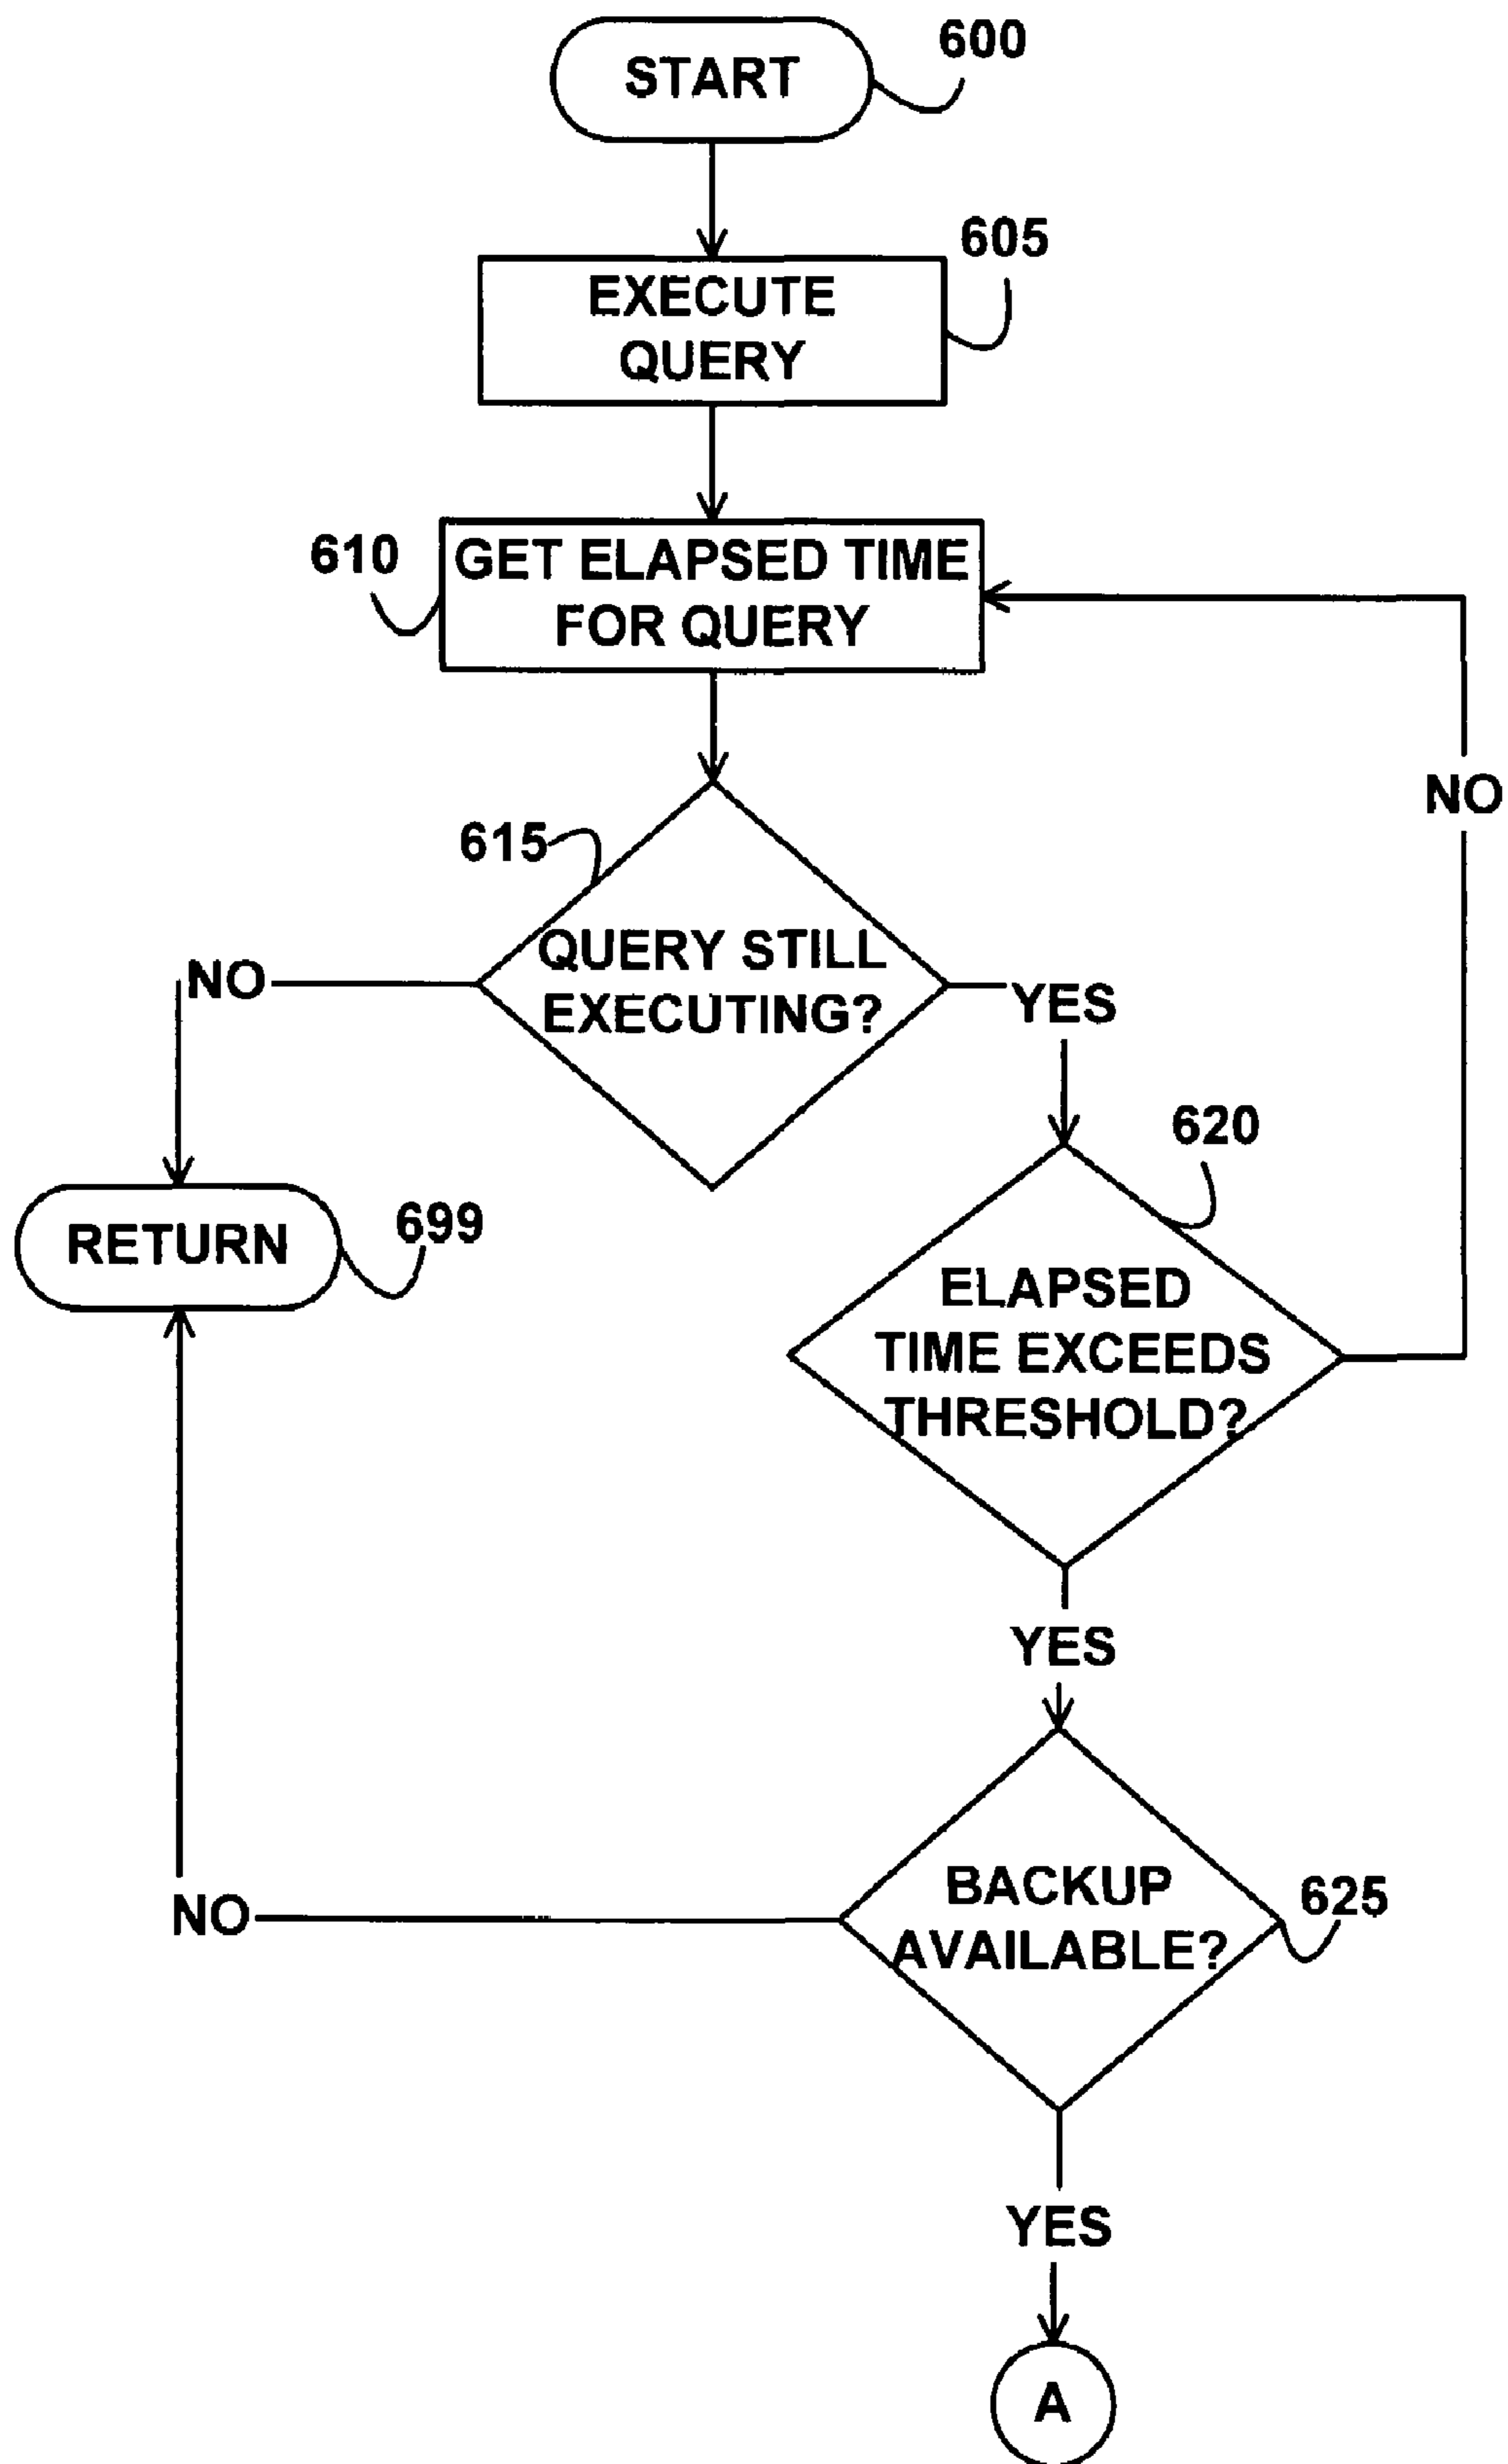 START
600
EXECUTE
QUERY
605
610
GET ELAPSED TIME
FOR QUERY
NO
615
QUERY STILL
EXECUTING?
NO
YES
620
RETURN
699
ELAPSED
TIME EXCEEDS
THRESHOLD?
YES
BACKUP
AVAILABLE?
625
NO
YES
A